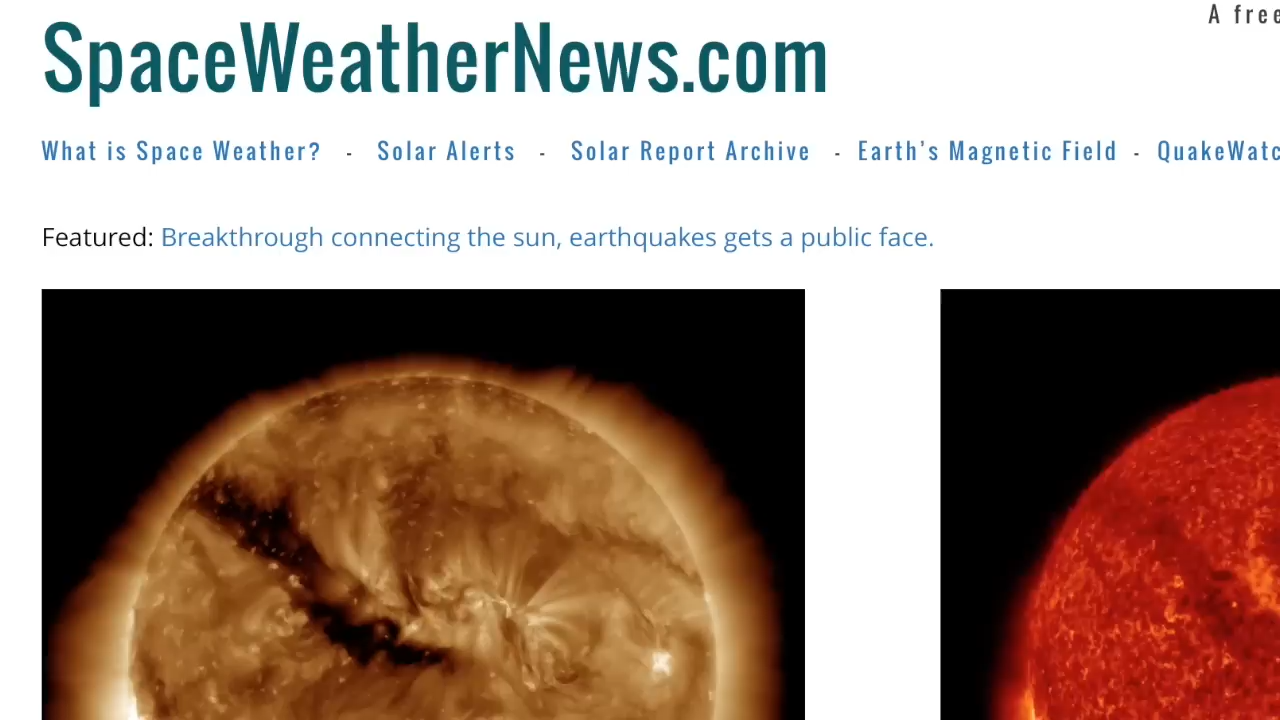 A free
SpaceWeatherNews.com
What is Space Weather? - Solar Alerts - Solar Report Archive - Earth's Magnetic Field - QuakeWatc
Featured: Breakthrough connecting the sun, earthquakes gets a public face.